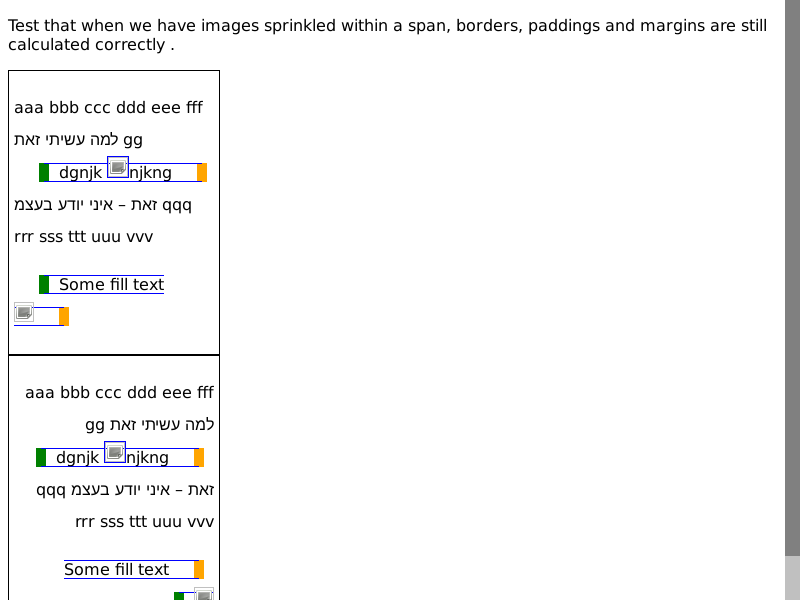 Test that when we have images sprinkled within a span, borders, paddings and margins are still
calculated correctly .
aaa bbb ccc ddd eee fff
gg למה עשיתי זאת
dgnjk njkng
qqq זאת – איני יודע בעצמ
rrr sss ttt uuu vvv
Some fill text
aaa bbb ccc ddd eee fff
למה עשיתי זאת gg
dgnjk njkng
זאת – איני יודע בעצמ qqq
rrr sss ttt uuu vvv
Some fill text